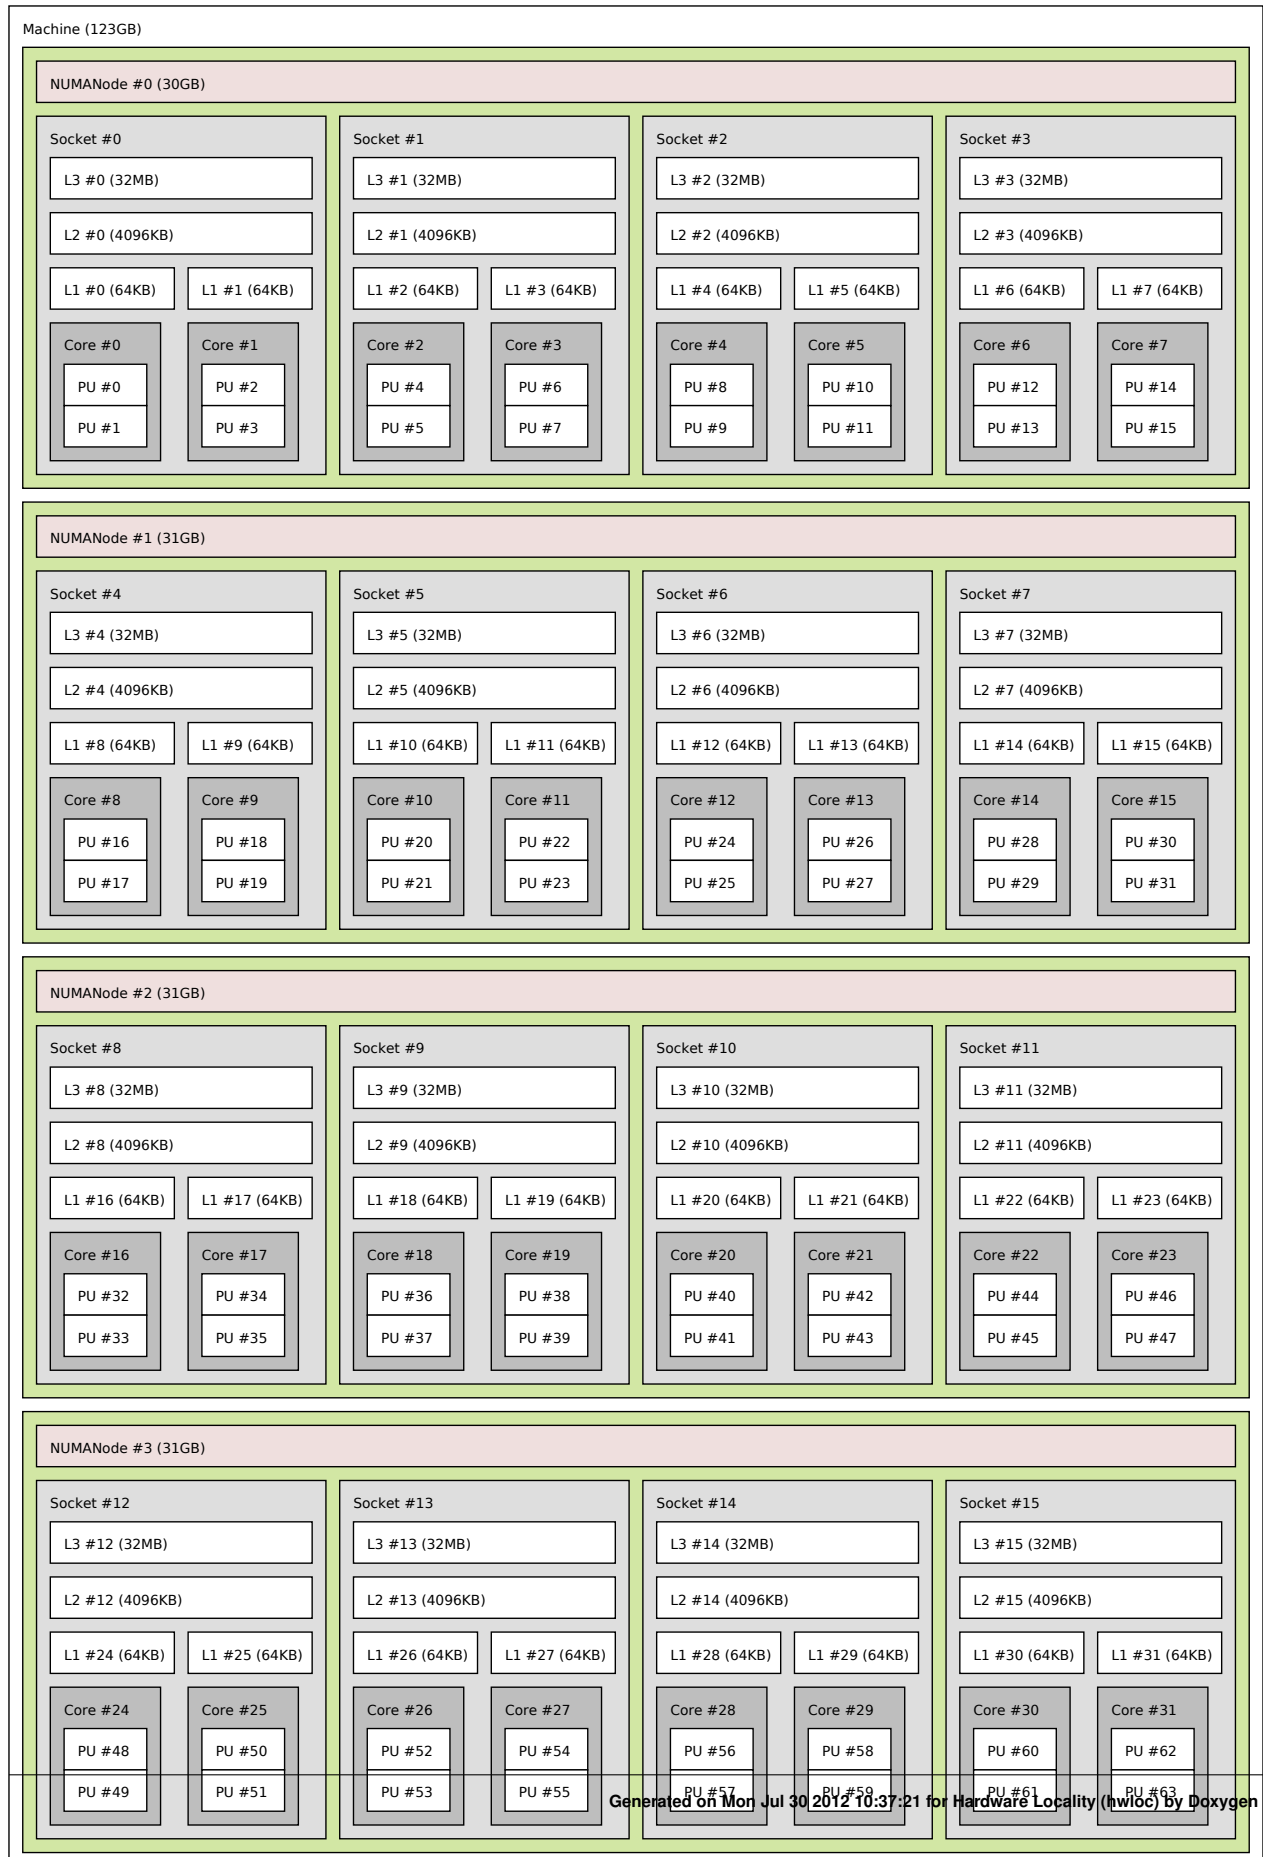 Machine (123GB)
NUMANode #0 (30GB)
Socket #0 Socket #1 Socket #2 Socket #3
L3 #0 (32MB) L3 #1 (32MB) L3 #2 (32MB) L3 #3 (32MB)
L2 #0 (4096KB) L2 #1 (4096KB) L2 #2 (4096KB) L2 #3 (4096KB)
L1 #0 (64KB) L1 #1 (64KB) L1 #2 (64KB) L1 #3 (64KB) L1 #4 (64KB) L1 #5 (64KB) L1 #6 (64KB) L1 #7 (64KB)
Core #0 Core #1 Core #2 Core #3 Core #4 Core #5 Core #6 Core #7
PU #0 PU #2 PU #4 PU #6 PU #8 PU #10 PU #12 PU #14
PU #1 PU #3 PU #5 PU #7 PU #9 PU #11 PU #13 PU #15
NUMANode #1 (31GB)
Socket #4 Socket #5 Socket #6 Socket #7
L3 #4 (32MB) L3 #5 (32MB) L3 #6 (32MB) L3 #7 (32MB)
L2 #4 (4096KB) L2 #5 (4096KB) L2 #6 (4096KB) L2 #7 (4096KB)
L1 #8 (64KB) L1 #9 (64KB) L1 #10 (64KB) L1 #11 (64KB) L1 #12 (64KB) L1 #13 (64KB) L1 #14 (64KB) L1 #15 (64KB)
Core #8 Core #9 Core #10 Core #11 Core #12 Core #13 Core #14 Core #15
PU #16 PU #18 PU #20 PU #22 PU #24 PU #26 PU #28 PU #30
PU #17 PU #19 PU #21 PU #23 PU #25 PU #27 PU #29 PU #31
NUMANode #2 (31GB)
Socket #8 Socket #9 Socket #10 Socket #11
L3 #8 (32MB) L3 #9 (32MB) L3 #10 (32MB) L3 #11 (32MB)
L2 #8 (4096KB) L2 #9 (4096KB) L2 #10 (4096KB) L2 #11 (4096KB)
L1 #16 (64KB) L1 #17 (64KB) L1 #18 (64KB) L1 #19 (64KB) L1 #20 (64KB) L1 #21 (64KB) L1 #22 (64KB) L1 #23 (64KB)
Core #16 Core #17 Core #18 Core #19 Core #20 Core #21 Core #22 Core #23
PU #32 PU #34 PU #36 PU #38 PU #40 PU #42 PU #44 PU #46
PU #33 PU #35 PU #37 PU #39 PU #41 PU #43 PU #45 PU #47
NUMANode #3 (31GB)
Socket #12 Socket #13 Socket #14 Socket #15
L3 #12 (32MB) L3 #13 (32MB) L3 #14 (32MB) L3 #15 (32MB)
L2 #12 (4096KB) L2 #13 (4096KB) L2 #14 (4096KB) L2 #15 (4096KB)
L1 #24 (64KB) L1 #25 (64KB) L1 #26 (64KB) L1 #27 (64KB) L1 #28 (64KB) L1 #29 (64KB) L1 #30 (64KB) L1 #31 (64KB)
Core #24 Core #25 Core #26 Core #27 Core #28 Core #29 Core #30 Core #31
PU #48 PU #50 PU #52 PU #54 PU #56 PU #58 PU #60 PU #62
PU #49 PU #51 PU #53 PU #55 PU #57 PU #59 PU #61 PU #63
Generated on Mon Jul 30 2012 10:37:21 for Hardware Locality (hwloc) by Doxygen